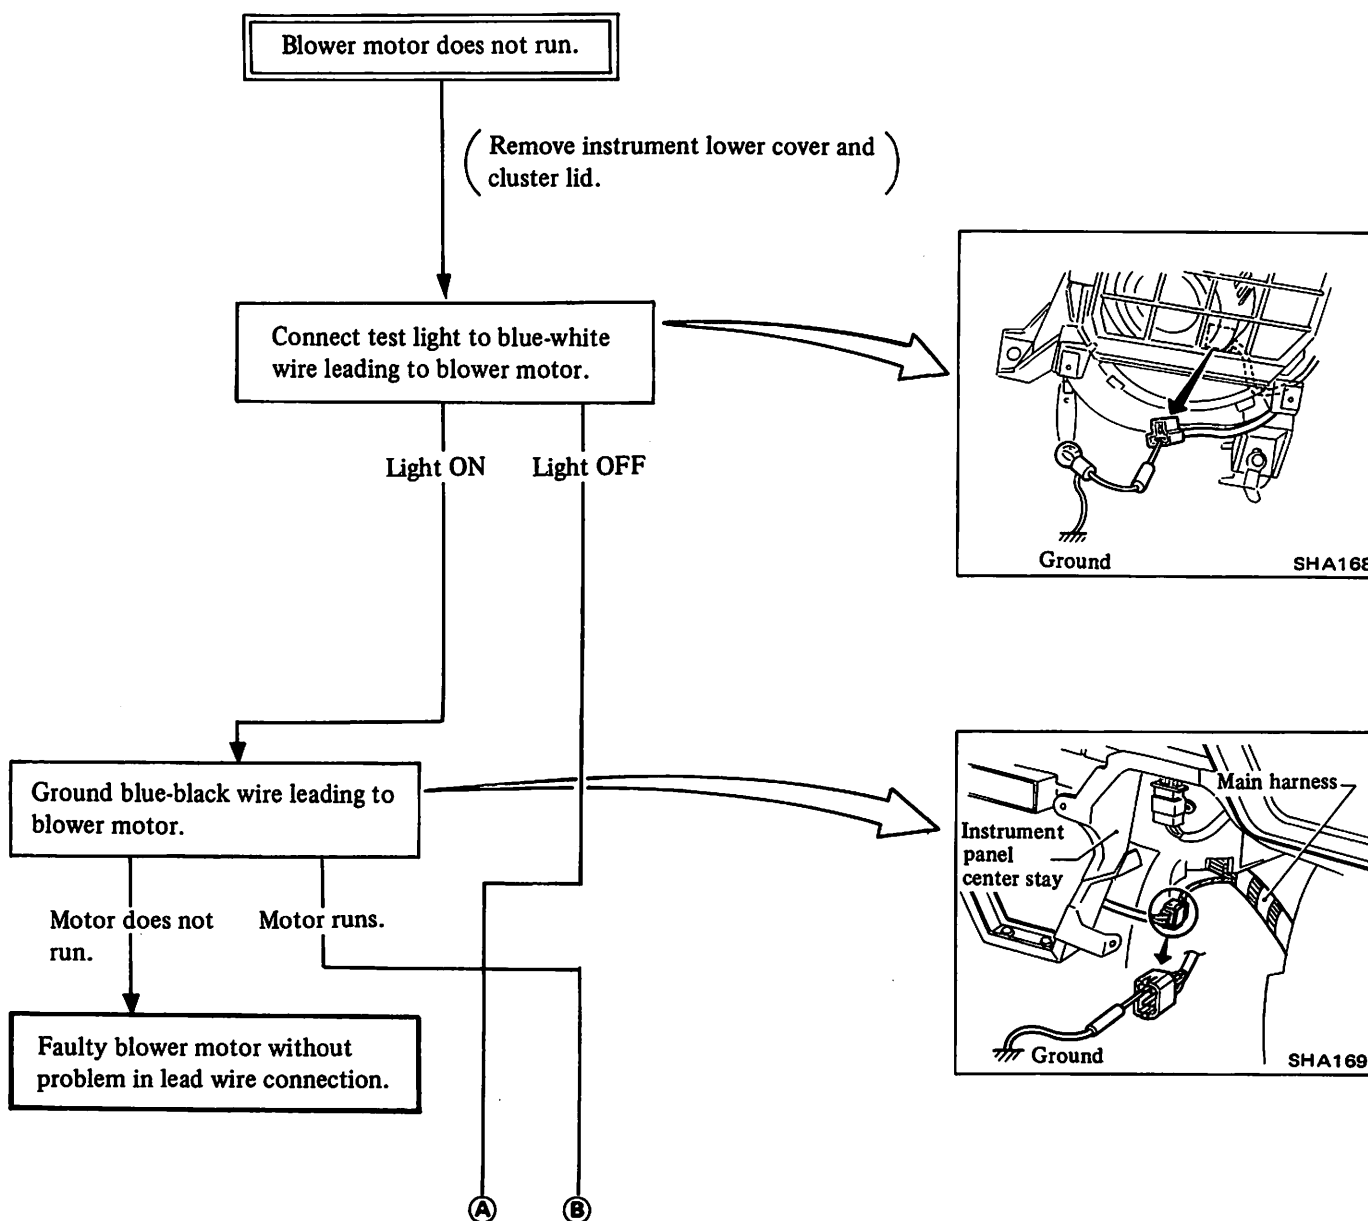 Blower motor does not run.
Remove instrument lower cover and
cluster lid.
Connect test light to blue-white
wire leading to blower motor.
Light ON
Light OFF
Ground
SHA168
Ground blue-black wire leading to
blower motor.
Main harness
Instrument
panel
center stay
Ground
SHA169
Motor does not
run.
Motor runs.
Faulty blower motor without
problem in lead wire connection.
A
B